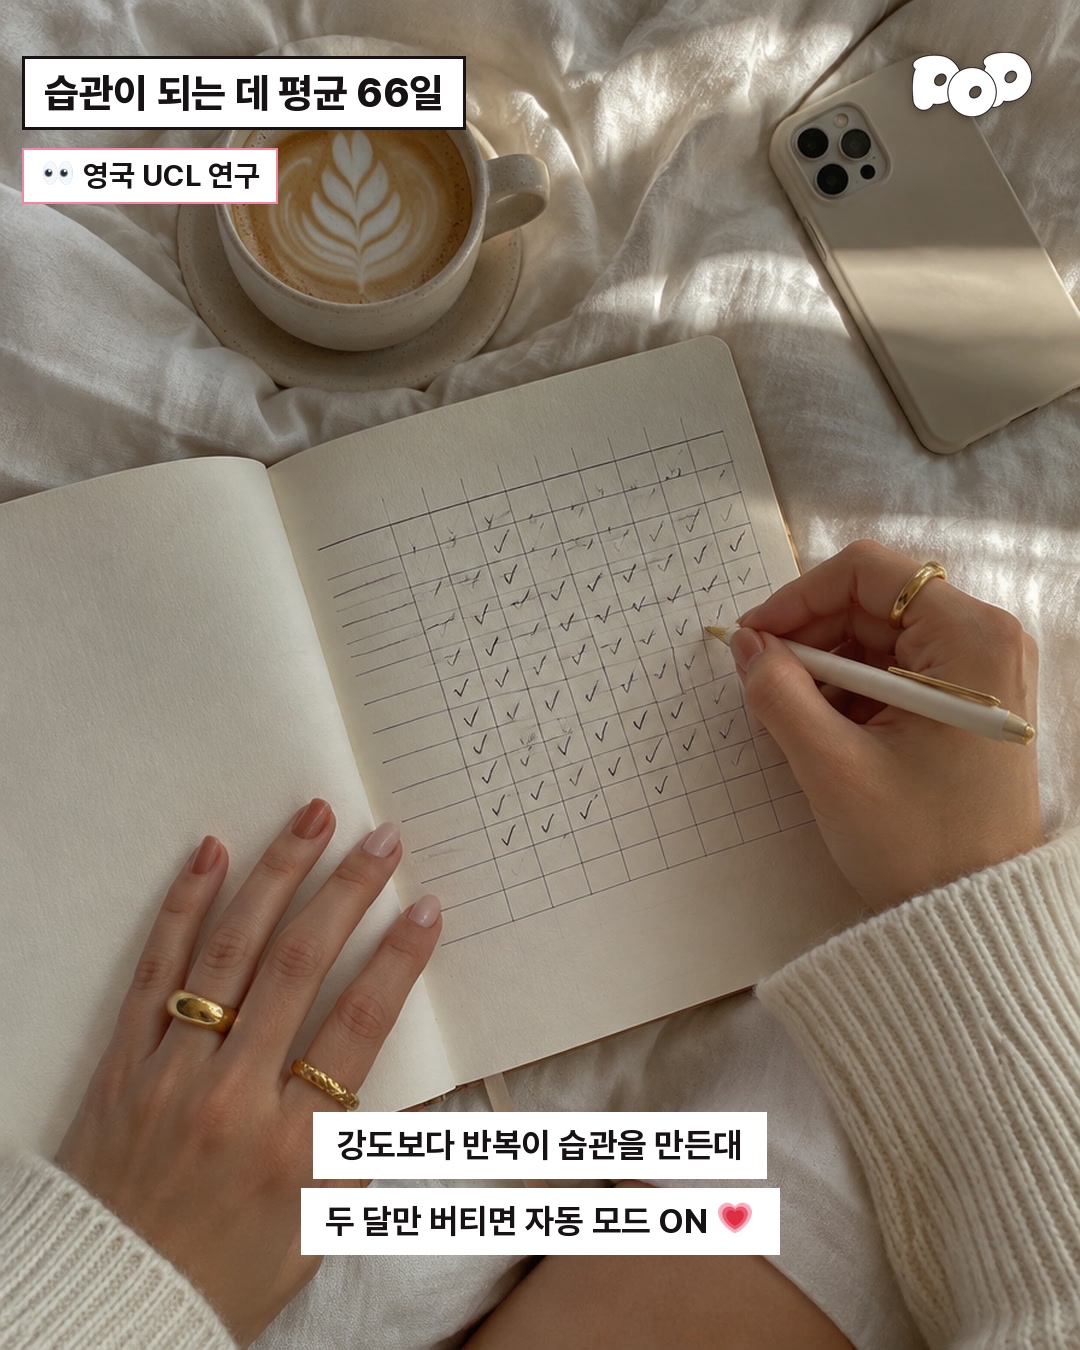 습관이 되는 데 평균 66일
POP
👀 영국 UCL 연구
강도보다 반복이 습관을 만든대
두 달만 버티면 자동 모드 ON 💗